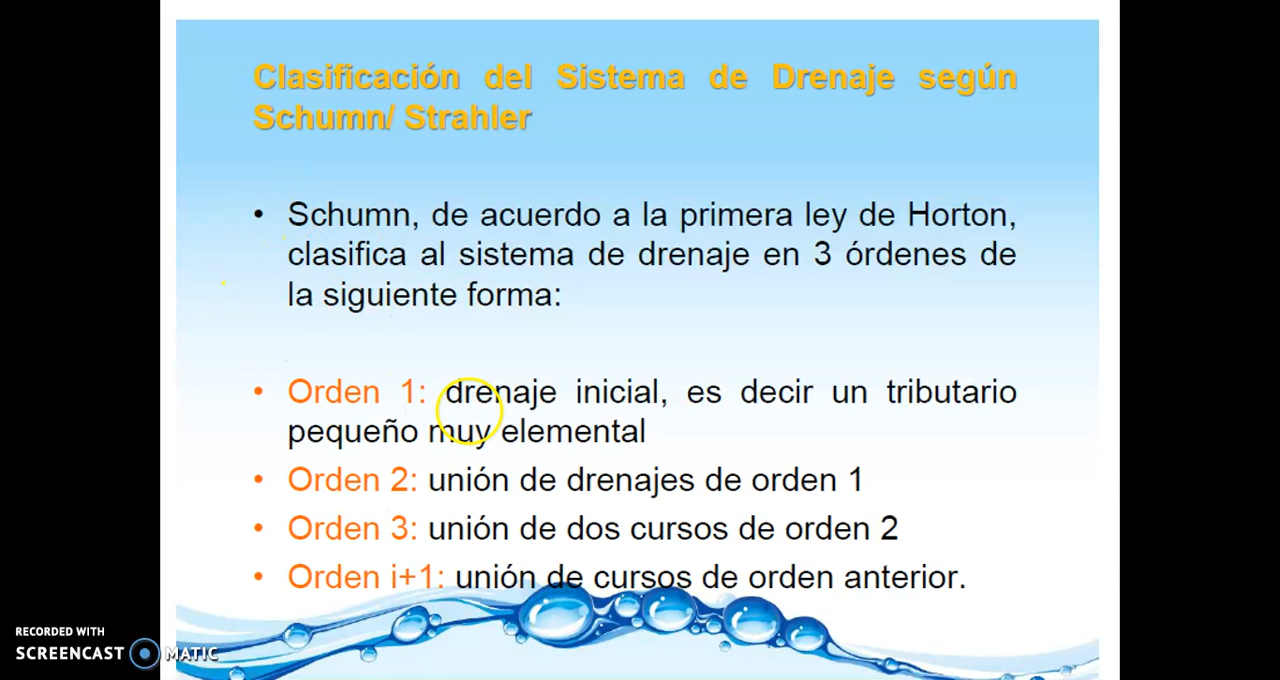 Clasificación del Sistema de Drenaje según
Schumn/ Strahler
• Schumn, de acuerdo a la primera ley de Horton,
clasifica al sistema de drenaje en 3 órdenes de
la siguiente forma:
• Orden 1: drenaje inicial, es decir un tributario
pequeño muy elemental
• Orden 2: unión de drenajes de orden 1
• Orden 3: unión de dos cursos de orden 2
• Orden i+1: unión de cursos de orden anterior.
RECORDED WITH
SCREENCAST MATIC